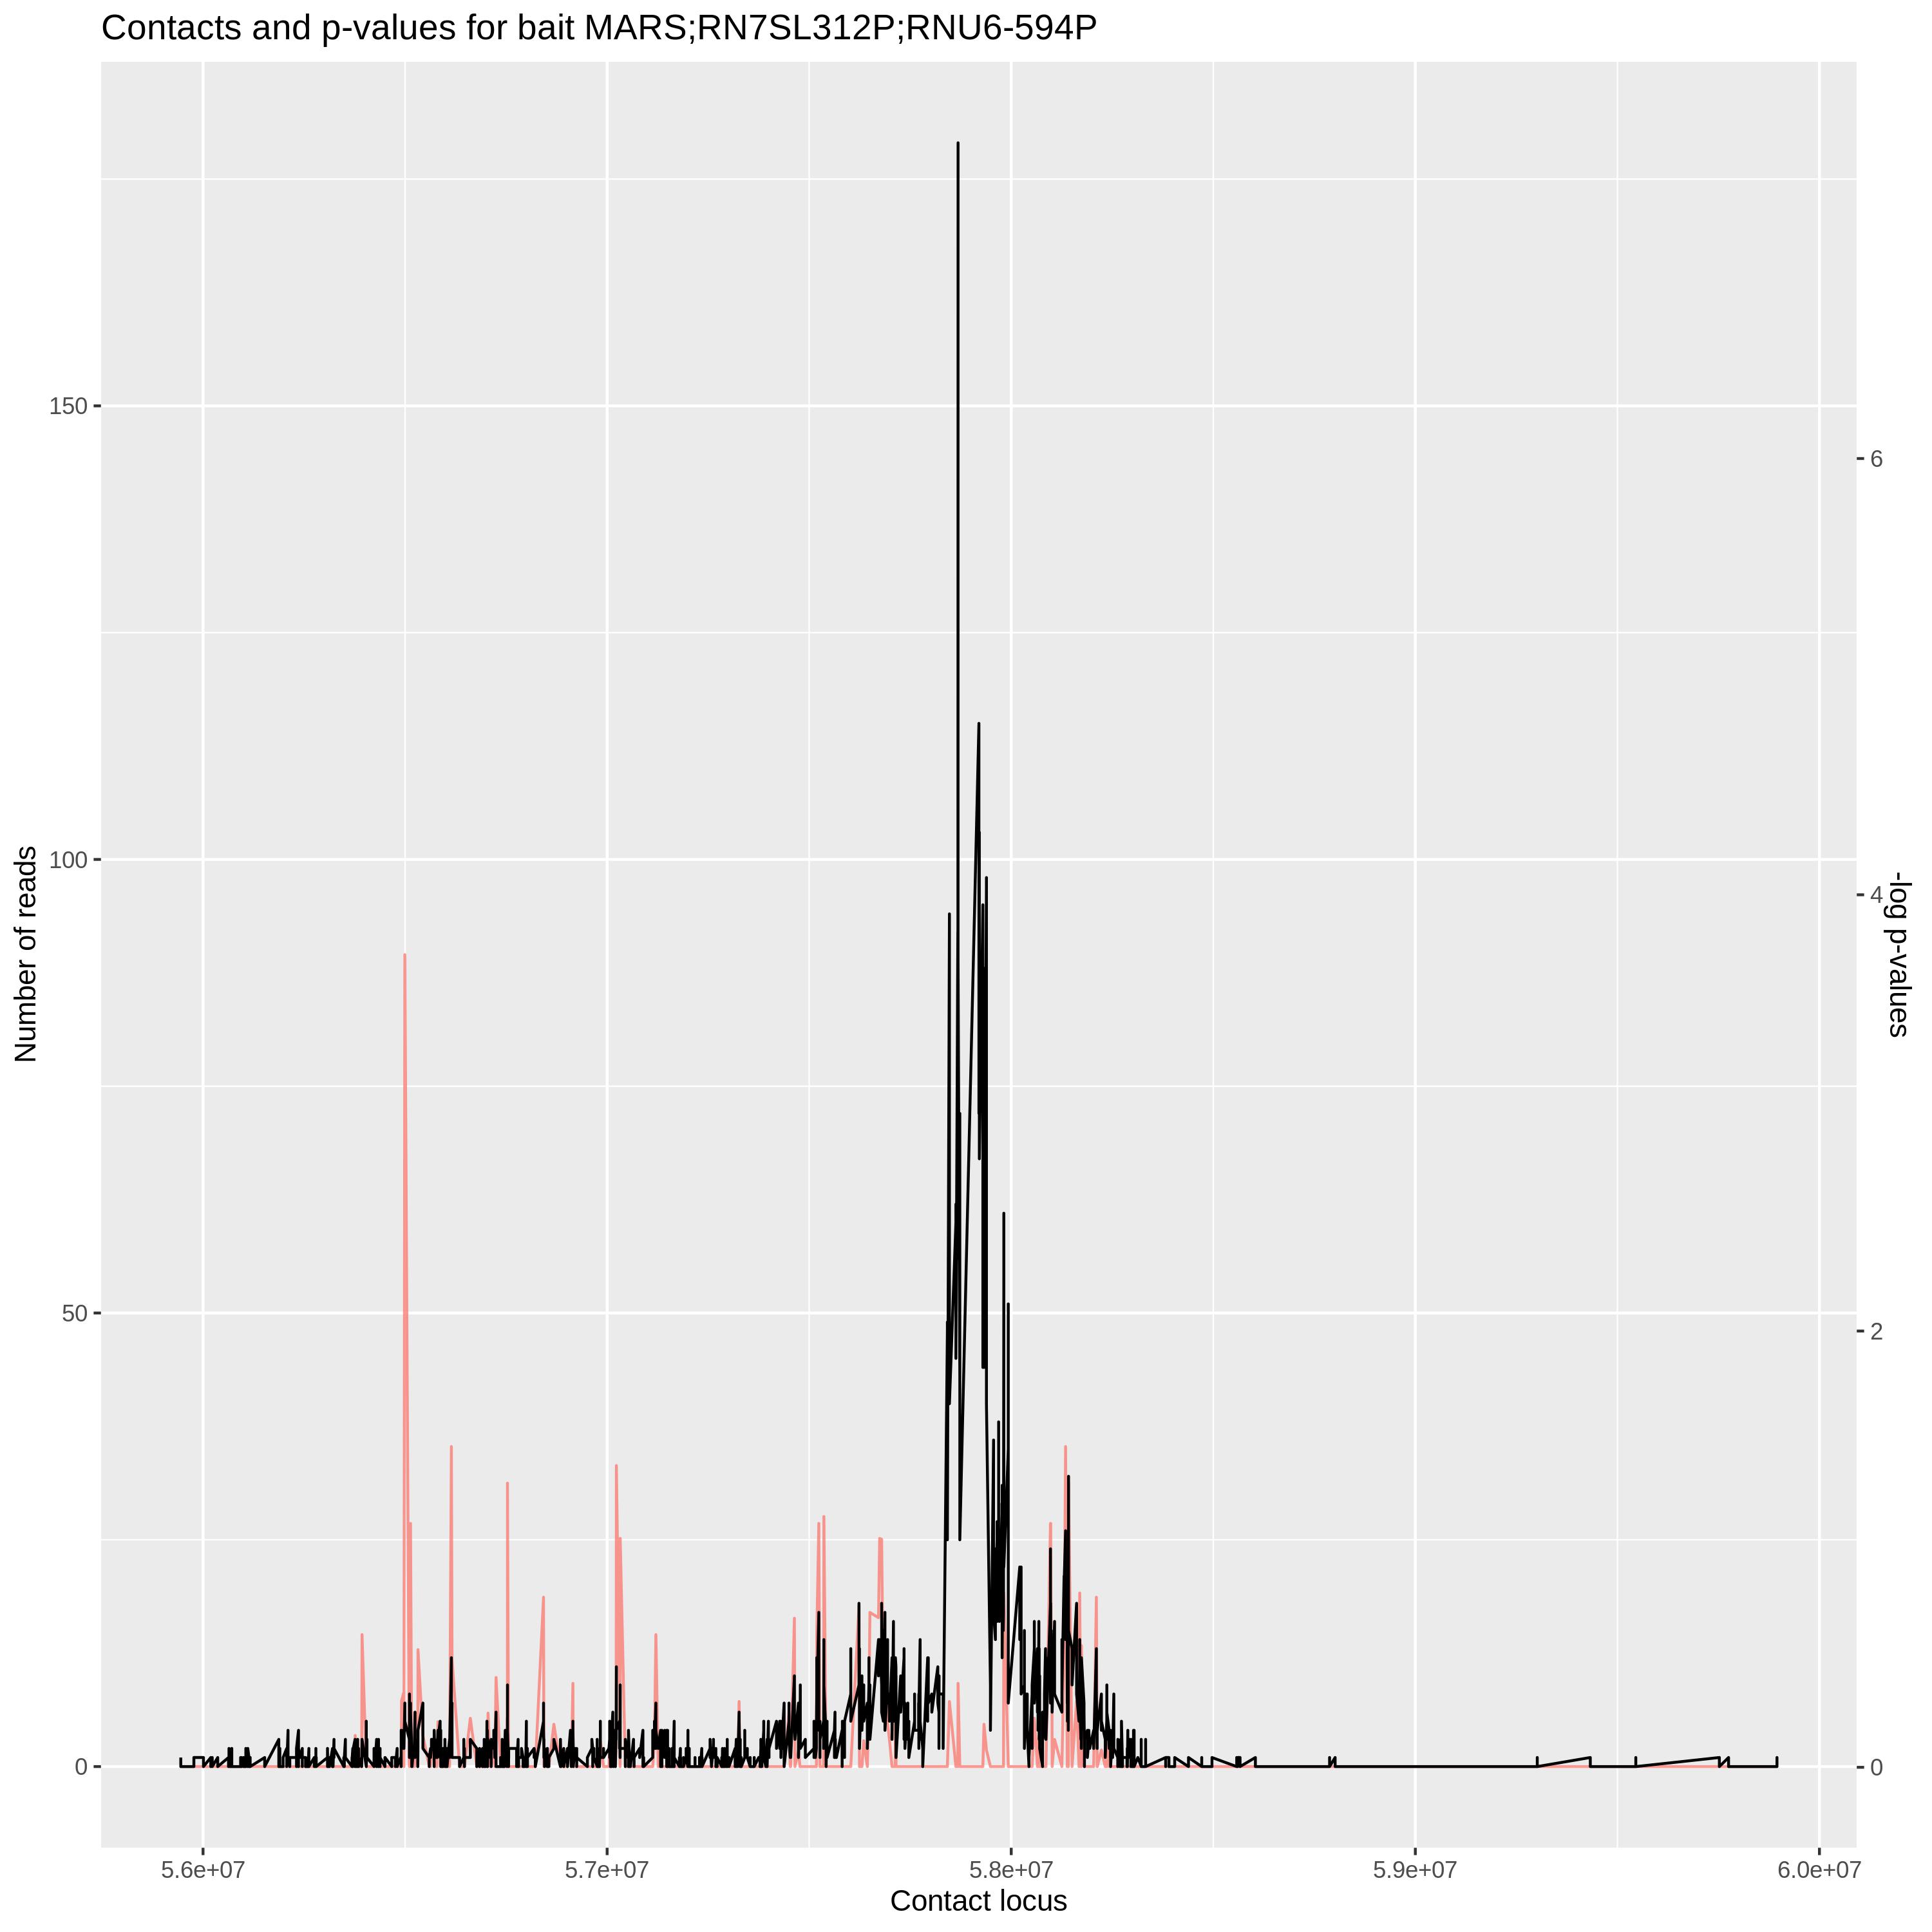 Contacts and p-values for bait MARS;RN7SL312P;RNU6-594P
Number of reads
150
100
50
0
6
4
2
0
-log p-values
5.6e+07
5.7e+07
5.8e+07
5.9e+07
6.0e+07
Contact locus